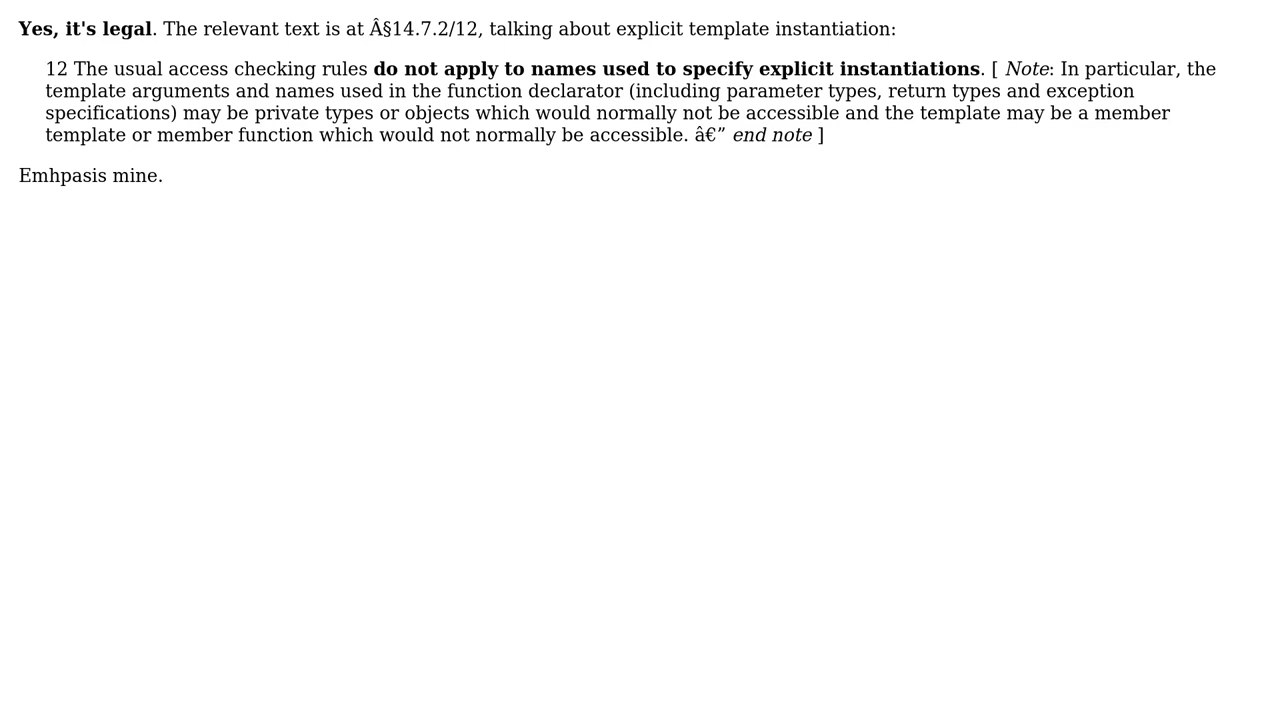 Yes, it's legal. The relevant text is at Â§14.7.2/12, talking about explicit template instantiation:
12 The usual access checking rules do not apply to names used to specify explicit instantiations. [ Note: In particular, the
template arguments and names used in the function declarator (including parameter types, return types and exception
specifications) may be private types or objects which would normally not be accessible and the template may be a member
template or member function which would not normally be accessible. â€” end note ]
Emhpasis mine.